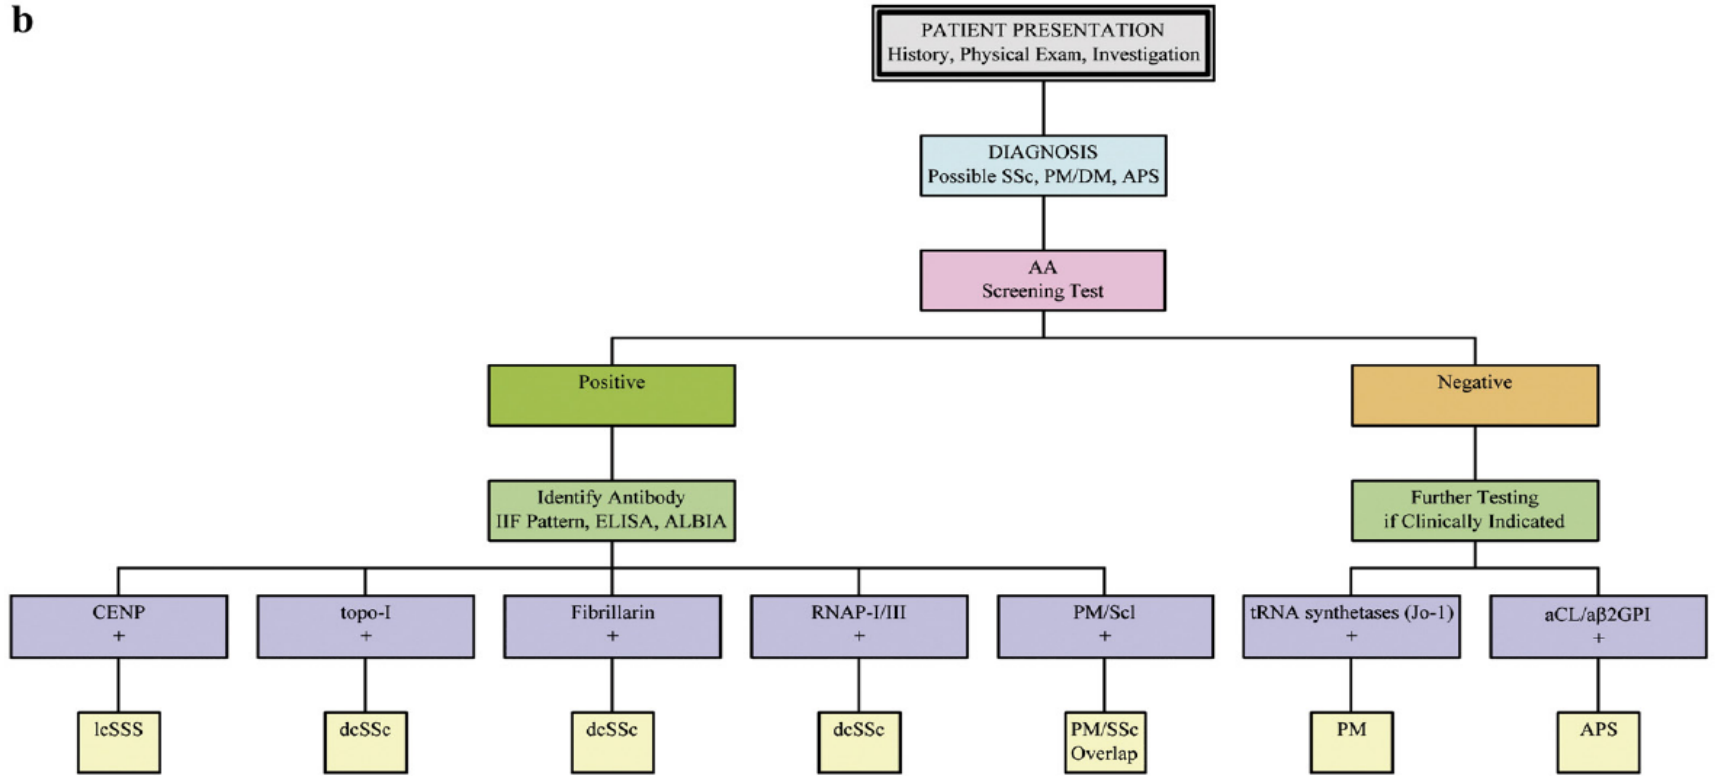 b
PATIENT PRESENTATION
History, Physical Exam, Investigation
DIAGNOSIS
Possible SSc, PM/DM, APS
AA
Screening Test
Positive
Negative
Identify Antibody
IIF Pattern, ELISA, ALBIA
Further Testing
if Clinically Indicated
CENP
+
topo-I
+
Fibrillarin
+
RNAP-I/III
+
PM/Scl
+
tRNA synthetases (Jo-1)
+
aCL/aβ2GPI
+
lcSSS
dcSSc
dcSSc
dcSSc
PM/SSc
Overlap
PM
APS